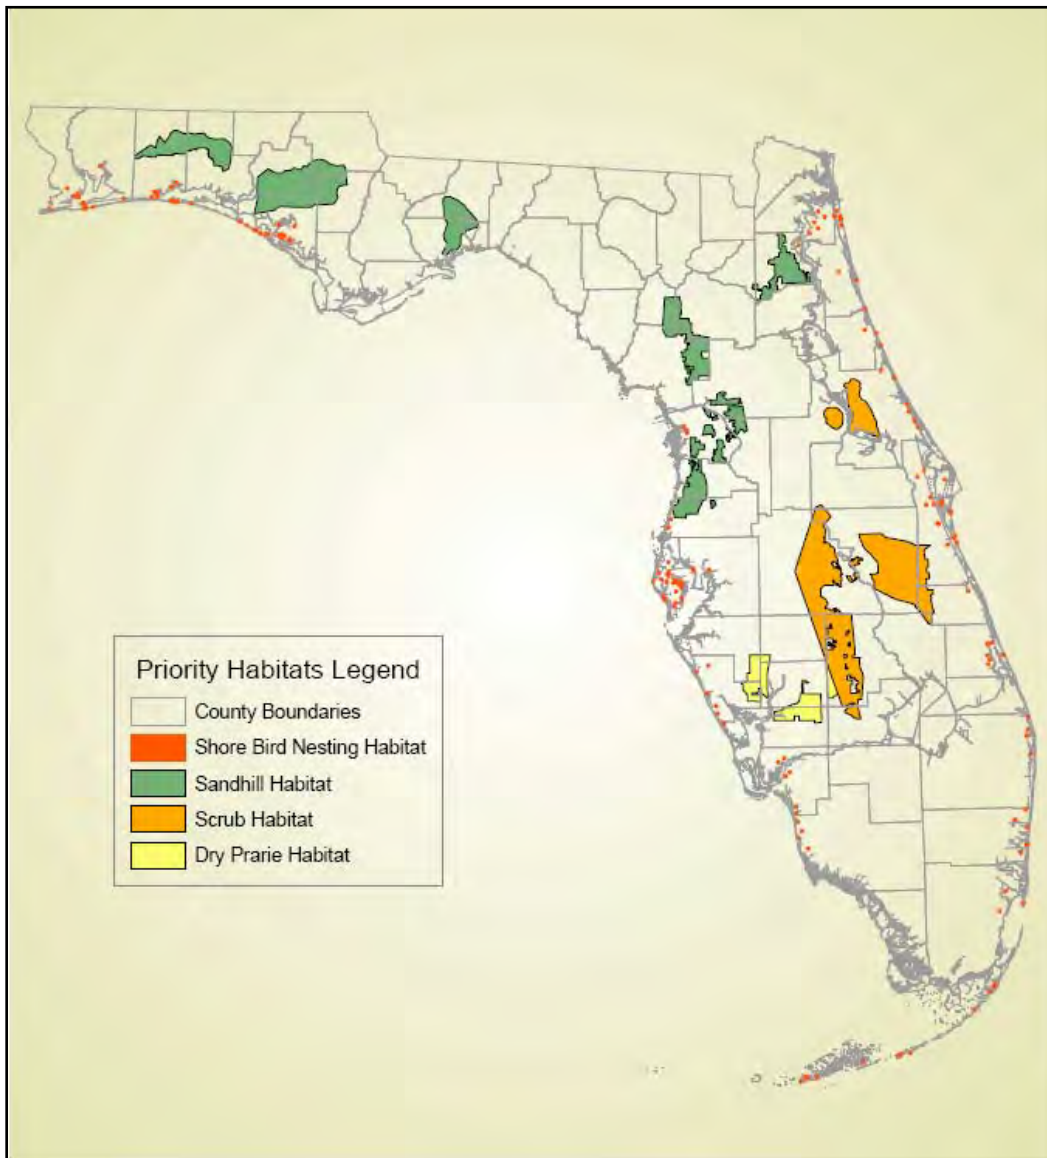 Priority Habitats Legend
County Boundaries
Shore Bird Nesting Habitat
Sandhill Habitat
Scrub Habitat
Dry Prarie Habitat